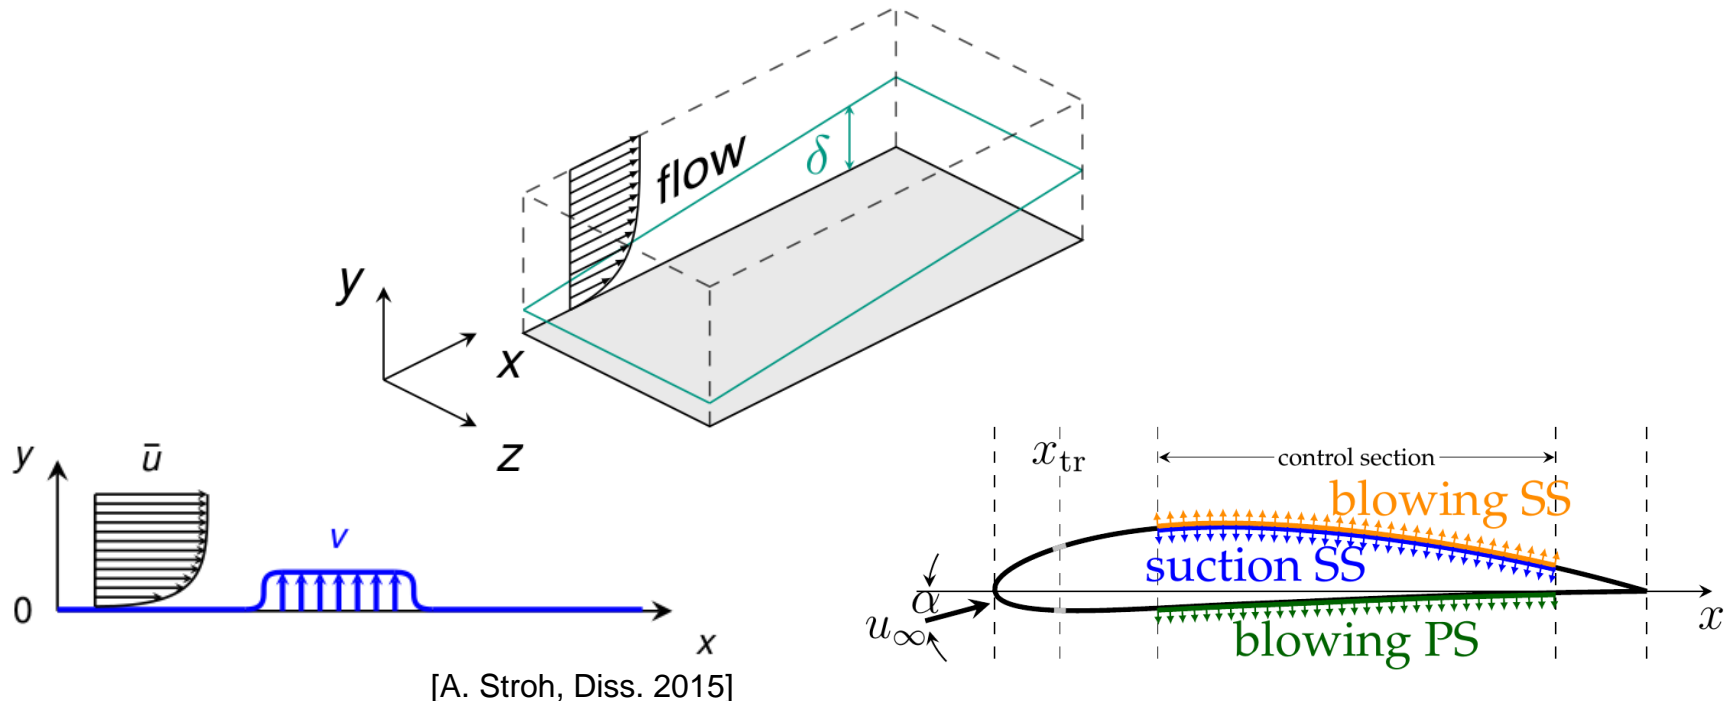 flow
δ
y
x
z
y
ū
v
0
x
[A. Stroh, Diss. 2015]
x_tr
control section
blowing SS
suction SS
α
u_∞
x
blowing PS